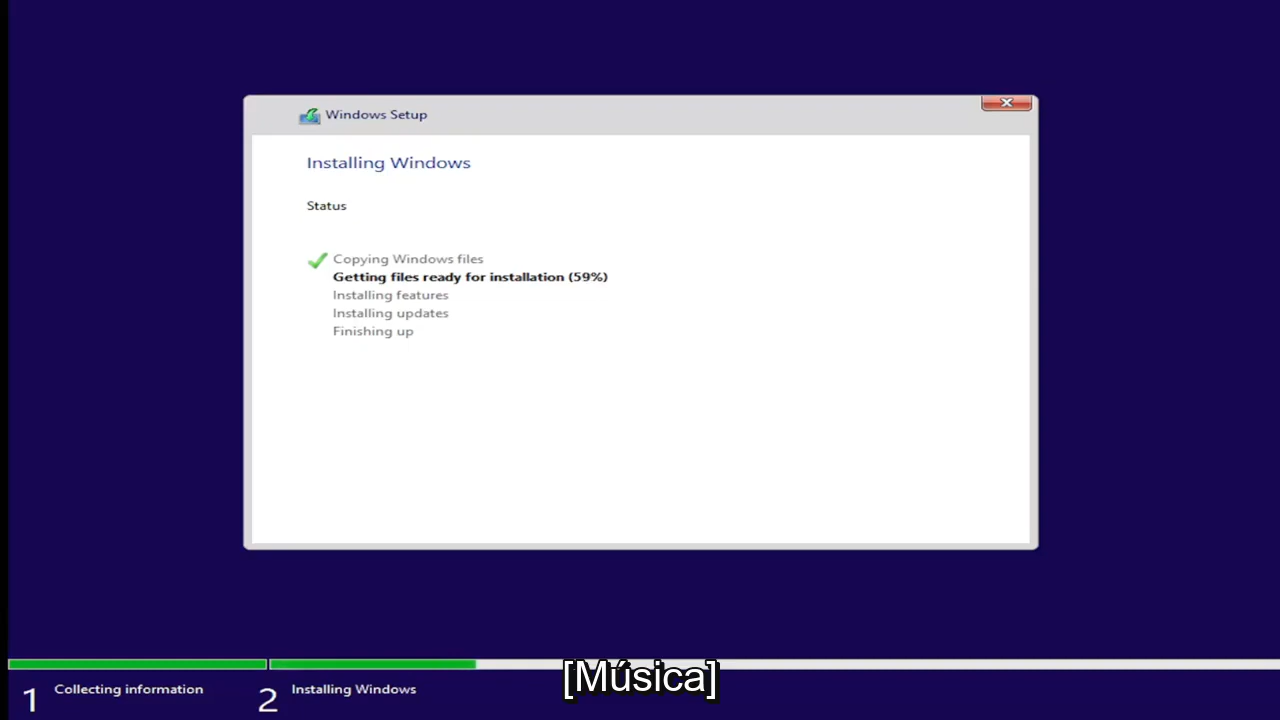 Windows Setup
Installing Windows
Status
Copying Windows files
Getting files ready for installation (59%)
Installing features
Installing updates
Finishing up
[Música]
1 Collecting information
2 Installing Windows